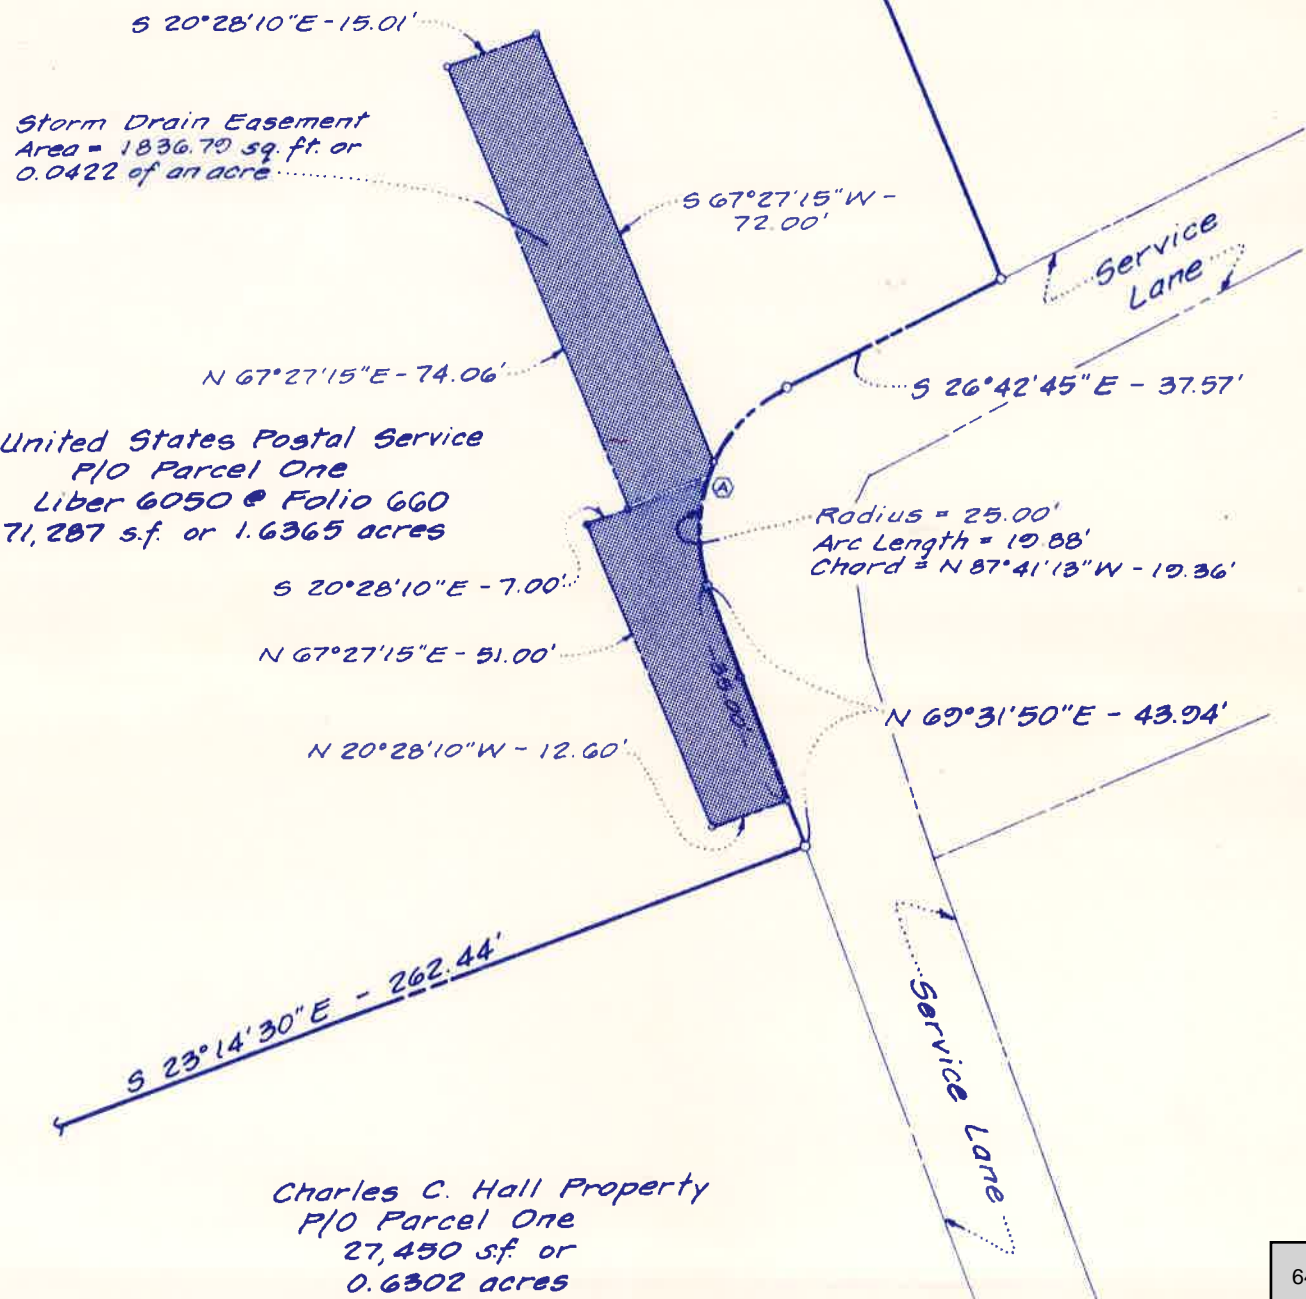 S 20°28'10"E - 15.01'
Storm Drain Easement
Area = 1836.79 sq. ft. or
0.0422 of an acre
S 67°27'15"W -
72.00'
Service
Lane
N 67°27'15"E - 74.06'
S 26°42'45"E - 37.57'
United States Postal Service
P/O Parcel One
Liber 6050 @ Folio 660
71,287 s.f. or 1.6365 acres
A
Radius = 25.00'
Arc Length = 19.88'
Chord = N 87°41'13"W - 19.36'
S 20°28'10"E - 7.00'
N 67°27'15"E - 51.00'
35.00'
N 69°31'50"E - 43.94'
N 20°28'10"W - 12.60'
S 23°14'30"E - 262.44'
Service Lane
Charles C. Hall Property
P/O Parcel One
27,450 s.f. or
0.6302 acres